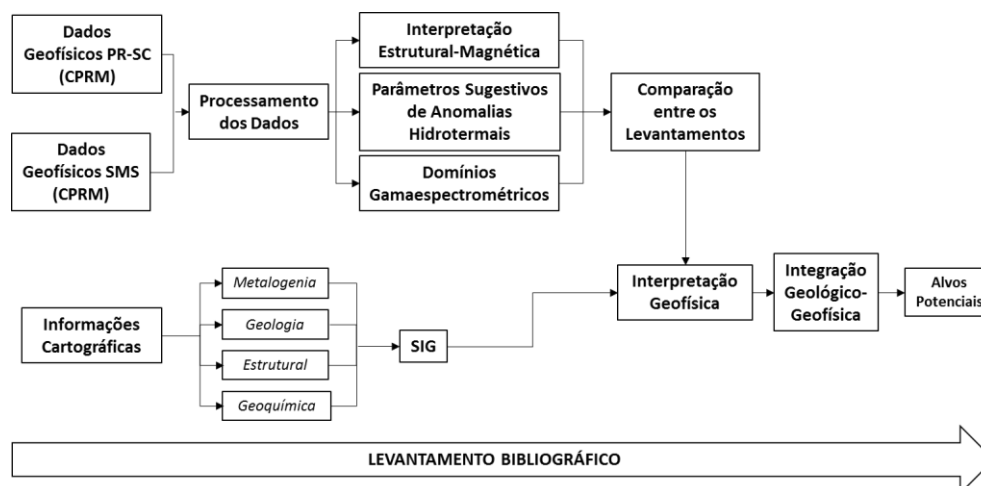 Dados
Geofísicos PR-SC
(CPRM)
Dados
Geofísicos SMS
(CPRM)
Processamento
dos Dados
Interpretação
Estrutural-Magnética
Parâmetros Sugestivos
de Anomalias
Hidrotermais
Domínios
Gamaespectrométricos
Comparação
entre os
Levantamentos
Informações
Cartográficas
Metalogenia
Geologia
Estrutural
Geoquímica
SIG
Interpretação
Geofísica
Integração
Geológico-
Geofísica
Alvos
Potenciais
LEVANTAMENTO BIBLIOGRÁFICO